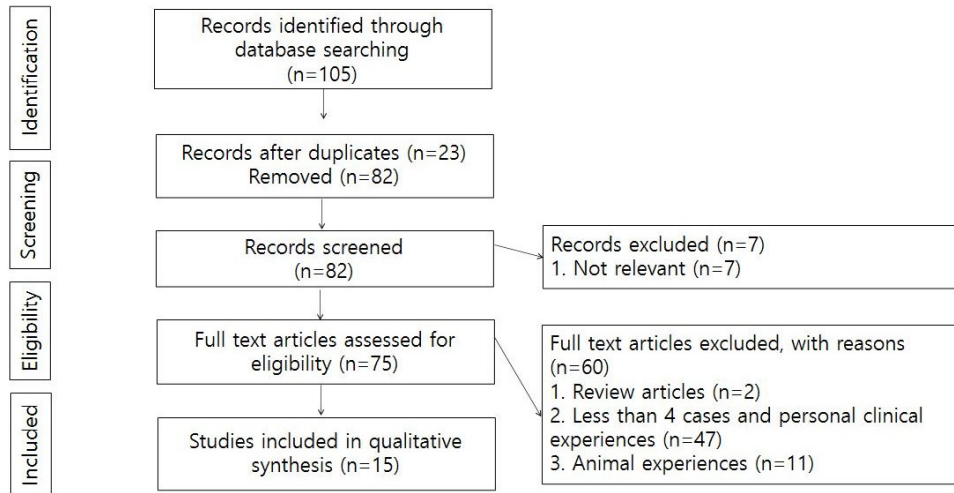 Identification
Records identified through
database searching
(n=105)
Records after duplicates (n=23)
Removed (n=82)
Screening
Records screened
(n=82)
Records excluded (n=7)
1. Not relevant (n=7)
Eligibility
Full text articles assessed for
eligibility (n=75)
Full text articles excluded, with reasons
(n=60)
1. Review articles (n=2)
2. Less than 4 cases and personal clinical
experiences (n=47)
3. Animal experiences (n=11)
Included
Studies included in qualitative
synthesis (n=15)